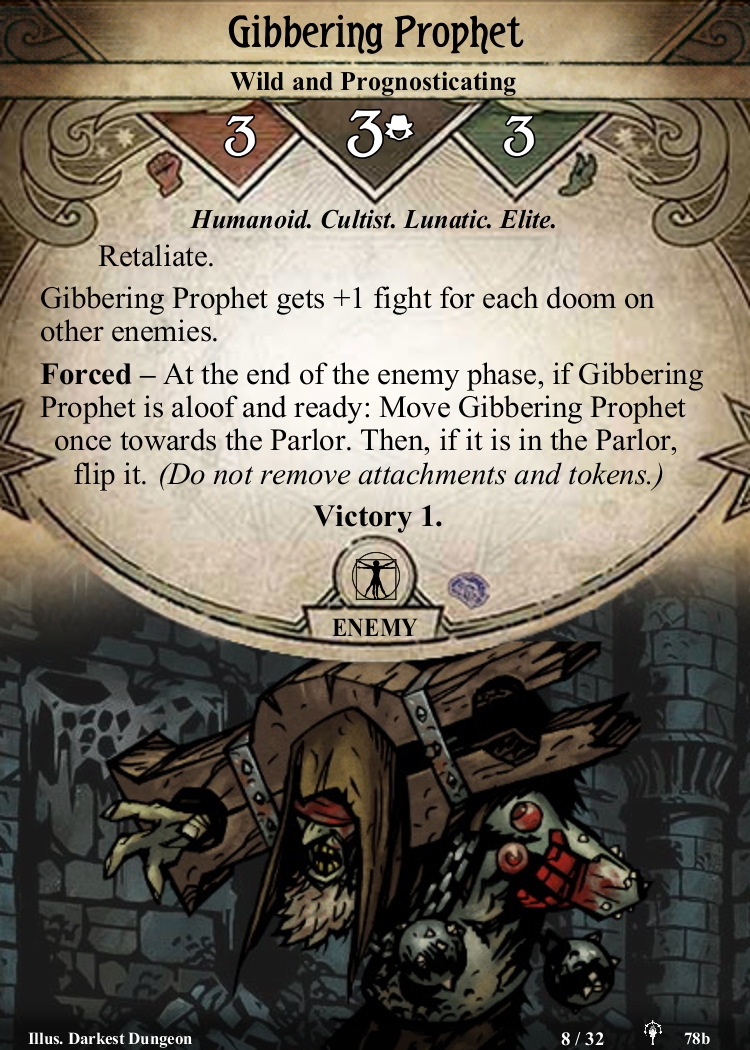 Gibbering Prophet
Wild and Prognosticating
3 3 3
Humanoid. Cultist. Lunatic. Elite.
Retaliate.
Gibbering Prophet gets +1 fight for each doom on
other enemies.
Forced – At the end of the enemy phase, if Gibbering
Prophet is aloof and ready: Move Gibbering Prophet
once towards the Parlor. Then, if it is in the Parlor,
flip it. (Do not remove attachments and tokens.)
Victory 1.
ENEMY
Illus. Darkest Dungeon 8 / 32 78b